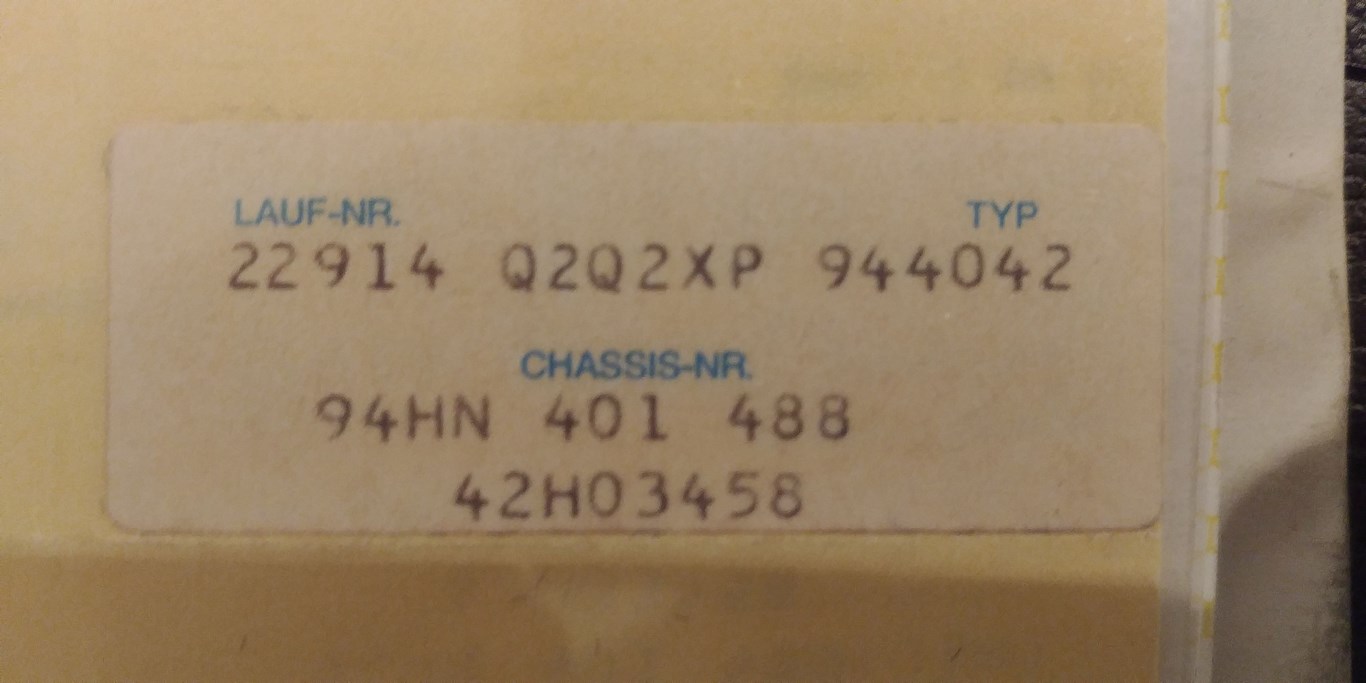 LAUF-NR. TYP
22914 Q2Q2XP 944042
CHASSIS-NR.
94HN 401 488
42H03458